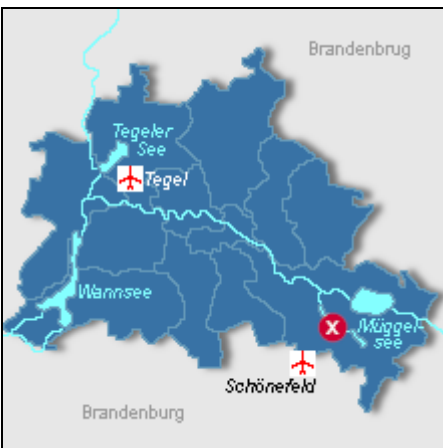 Brandenbrug
Tegeler
See
Tegel
Wannsee
X
Müggel-
see
Schönefeld
Brandenburg